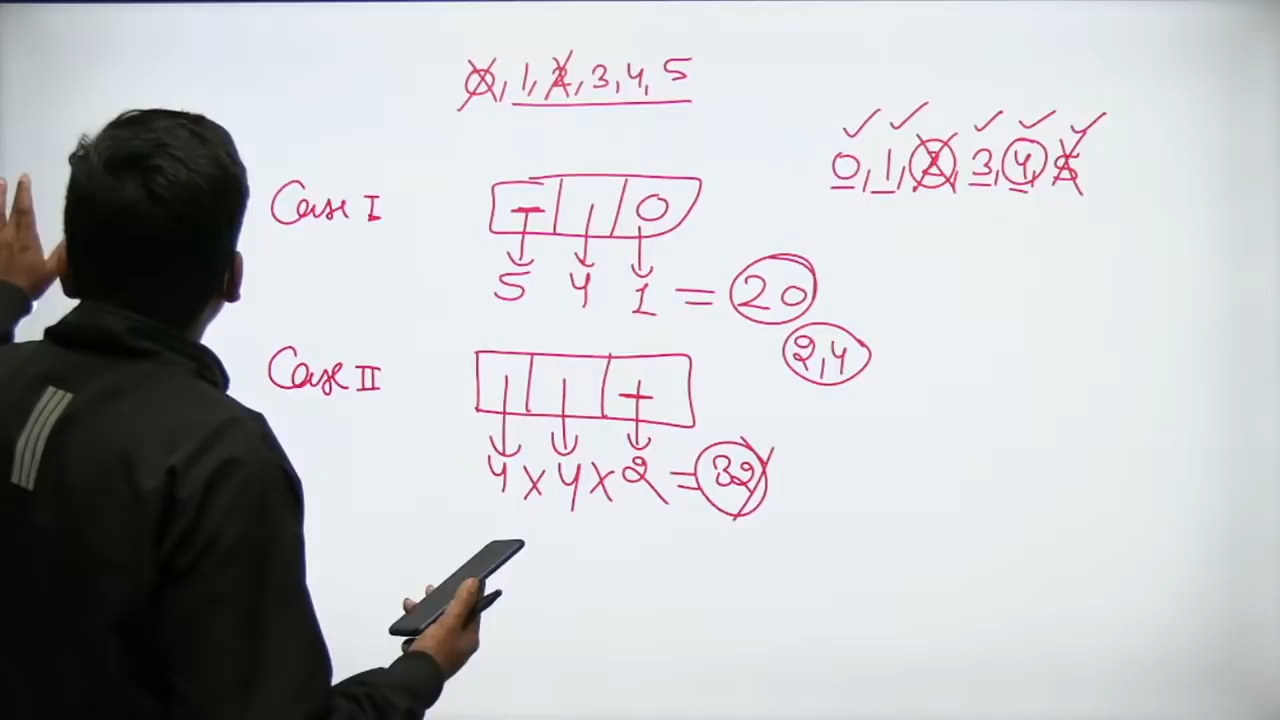 0, 1, 2, 3, 4, 5
0, 1, 2, 3, 4, 5
Case I
0
5 4 1 = 20
2, 4
Case II
4 x 4 x 2 = 32